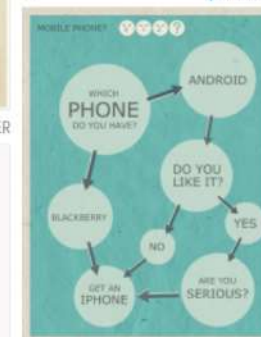 MOBILE PHONE?
?
ER
WHICH
PHONE
DO YOU HAVE?
ANDROID
DO YOU
LIKE IT?
BLACKBERRY
NO
YES
GET AN
IPHONE
ARE YOU
SERIOUS?